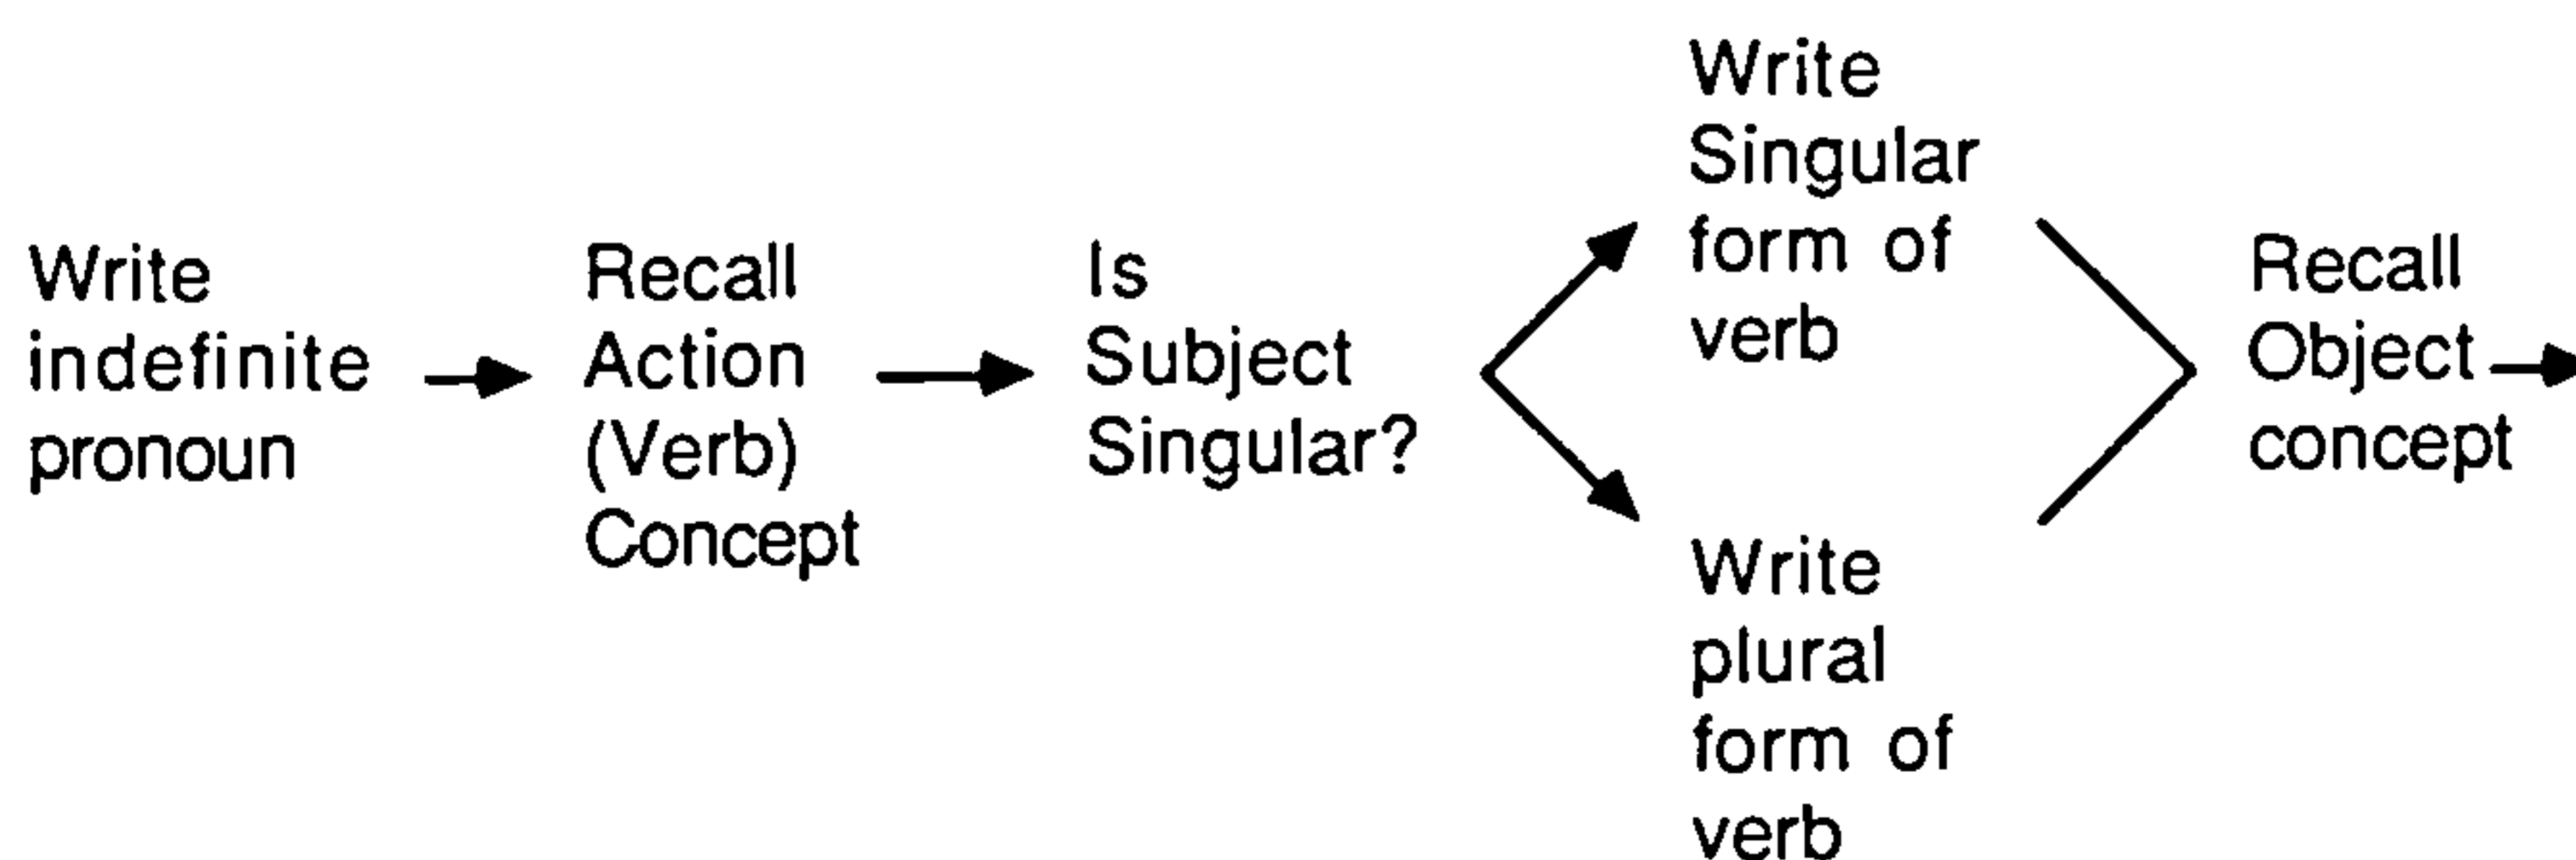 Write
indefinite
pronoun
Recall
Action
(Verb)
Concept
Is
Subject
Singular?
Write
Singular
form of
verb
Write
plural
form of
verb
Recall
Object
concept